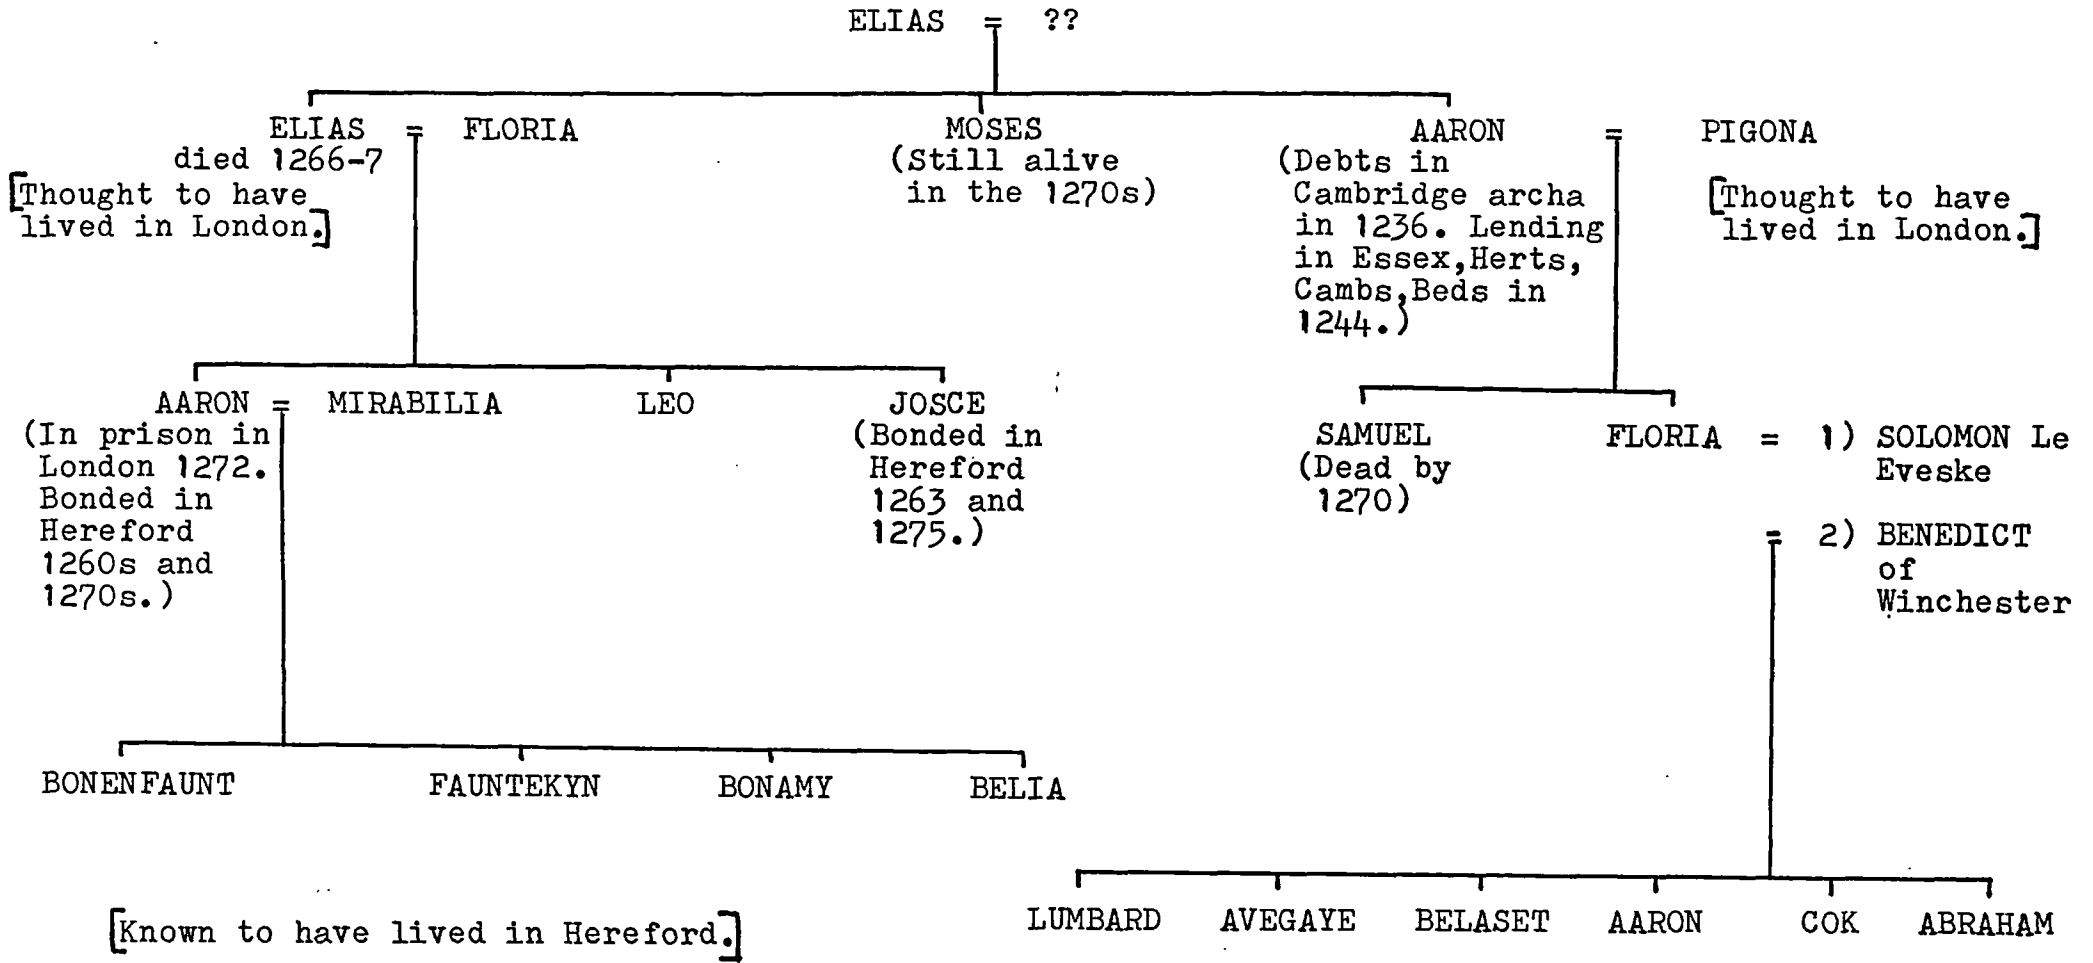 ELIAS = ??
ELIAS = FLORIA
died 1266-7
[Thought to have
lived in London.]
MOSES
(Still alive
in the 1270s)
AARON = PIGONA
(Debts in
Cambridge archa
in 1236. Lending
in Essex,Herts,
Cambs,Beds in
1244.)
[Thought to have
lived in London.]
AARON = MIRABILIA
(In prison in
London 1272.
Bonded in
Hereford
1260s and
1270s.)
LEO
JOSCE
(Bonded in
Hereford
1263 and
1275.)
SAMUEL
(Dead by
1270)
FLORIA = 1) SOLOMON Le
Eveske
= 2) BENEDICT
of
Winchester
BONENFAUNT FAUNTEKYN BONAMY BELIA
[Known to have lived in Hereford.]
LUMBARD AVEGAYE BELASET AARON COK ABRAHAM